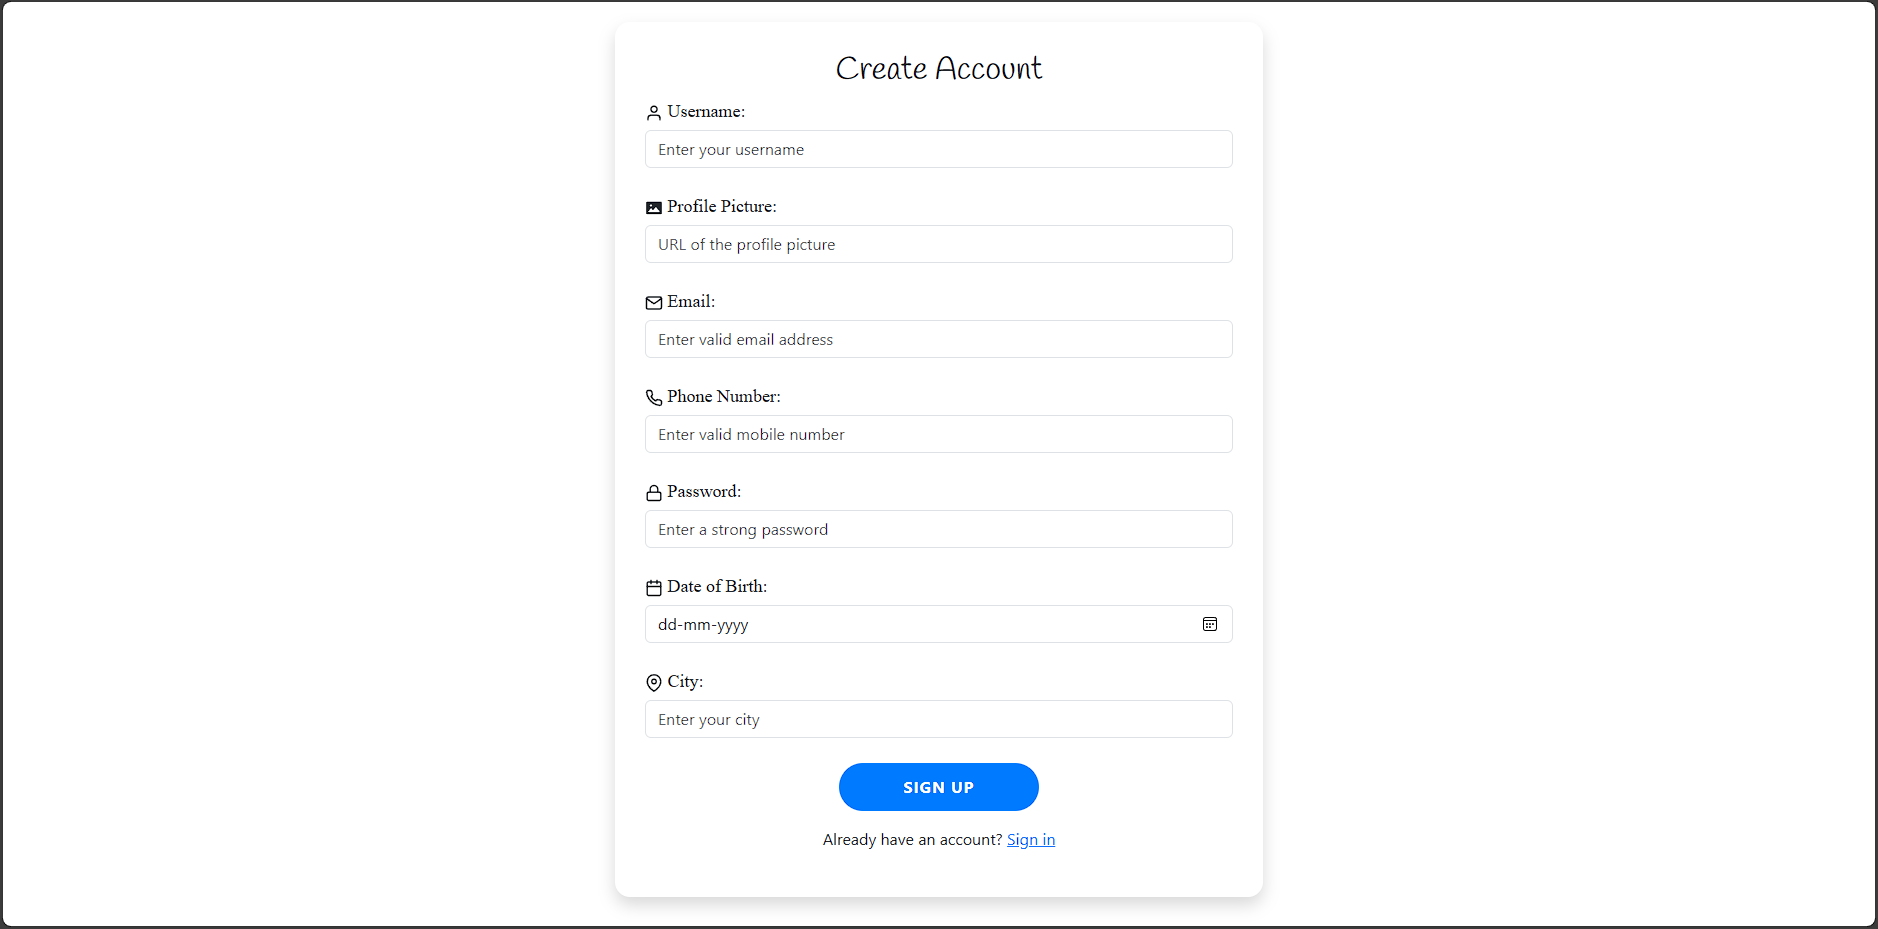 Create Account
Username:
Enter your username
Profile Picture:
URL of the profile picture
Email:
Enter valid email address
Phone Number:
Enter valid mobile number
Password:
Enter a strong password
Date of Birth:
dd-mm-yyyy
City:
Enter your city
SIGN UP
Already have an account? Sign in